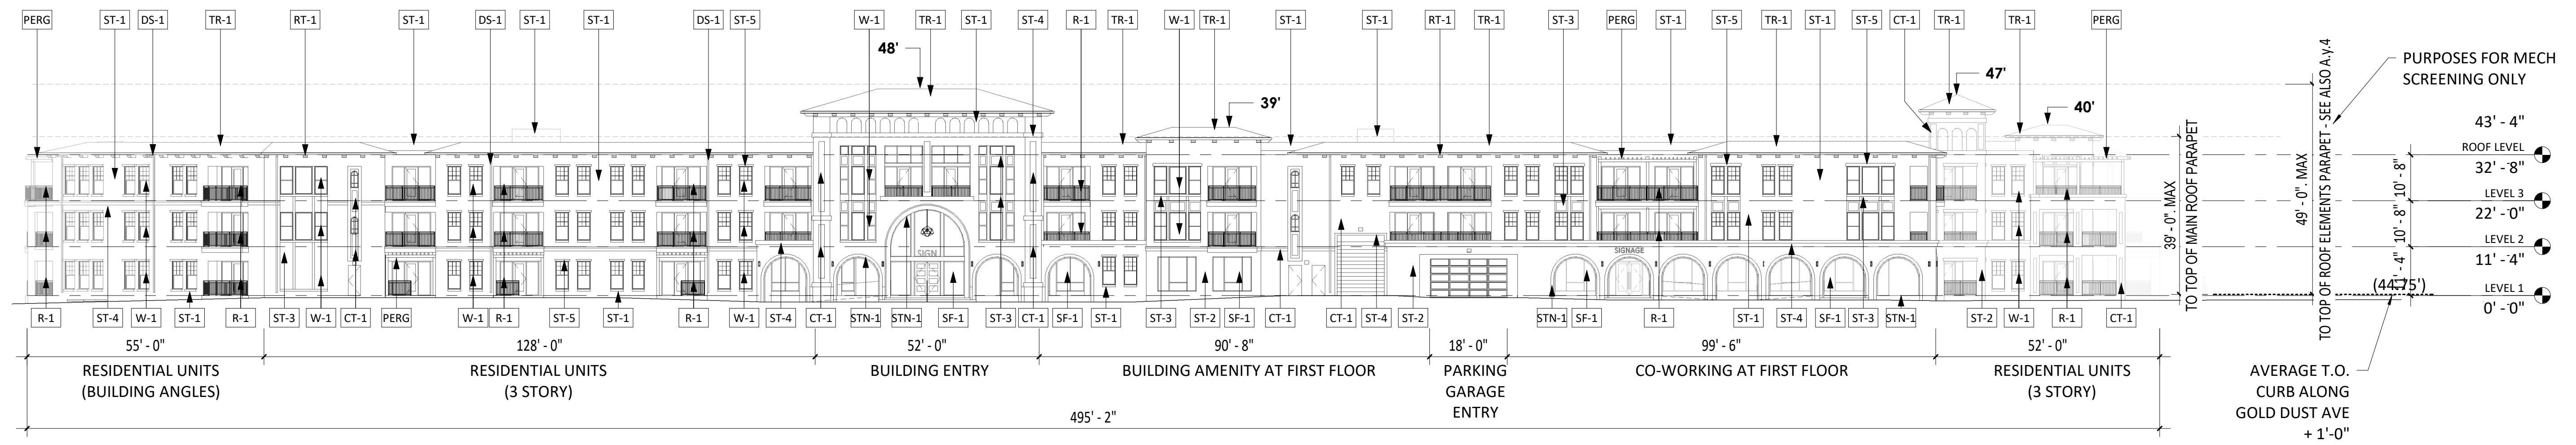 PERG ST-1 DS-1 TR-1 RT-1 ST-1 DS-1 ST-1 ST-1 DS-1 ST-5 W-1 TR-1 ST-1 ST-4 R-1 TR-1 W-1 TR-1 ST-1 ST-1 RT-1 TR-1 ST-3 PERG ST-1 ST-5 TR-1 ST-1 ST-5 CT-1 TR-1 TR-1 PERG
48'
39'
47'
40'
SIGN
SIGNAGE
39' - 0". MAX
TO TOP OF MAIN ROOF PARAPET
49' - 0". MAX
TO TOP OF ROOF ELEMENTS PARAPET - SEE ALSO A.y.4
PURPOSES FOR MECH
SCREENING ONLY
43' - 4"
ROOF LEVEL
32' - 8"
LEVEL 3
22' - 0"
LEVEL 2
11' - 4"
LEVEL 1
0' - 0"
10' - 8"
10' - 8"
(44.75')
R-1 ST-4 W-1 ST-1 R-1 ST-3 W-1 CT-1 PERG W-1 R-1 ST-5 ST-1 R-1 W-1 ST-4 CT-1 STN-1 STN-1 SF-1 ST-3 CT-1 SF-1 ST-1 ST-3 ST-2 SF-1 CT-1 CT-1 ST-4 ST-2 STN-1 SF-1 R-1 ST-1 ST-4 SF-1 ST-3 STN-1 ST-2 W-1 R-1 CT-1
55' - 0" 128' - 0" 52' - 0" 90' - 8" 18' - 0" 99' - 6" 52' - 0"
RESIDENTIAL UNITS
(BUILDING ANGLES)
RESIDENTIAL UNITS
(3 STORY)
BUILDING ENTRY
BUILDING AMENITY AT FIRST FLOOR
PARKING
GARAGE
ENTRY
CO-WORKING AT FIRST FLOOR
RESIDENTIAL UNITS
(3 STORY)
495' - 2"
AVERAGE T.O.
CURB ALONG
GOLD DUST AVE
+ 1'-0"